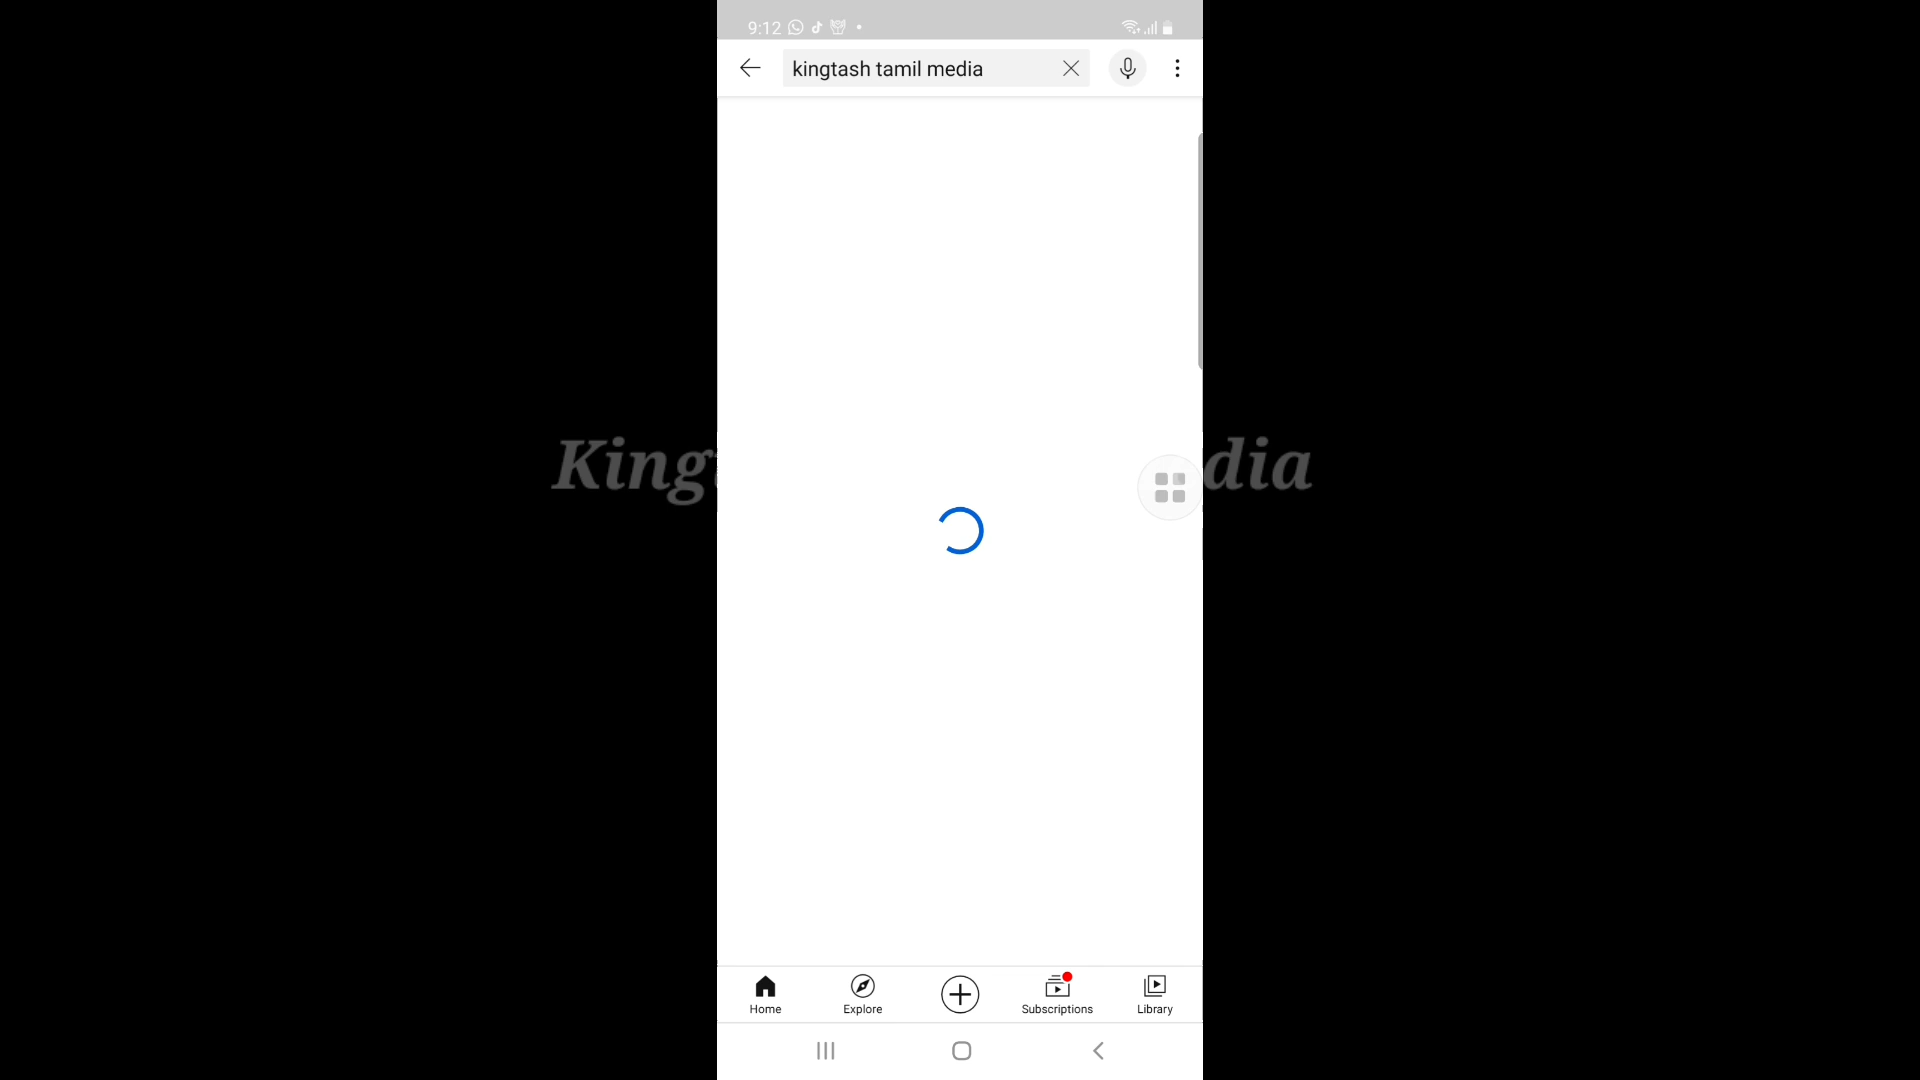 9:12
kingtash tamil media
King
dia
Home
Explore
Subscriptions
Library